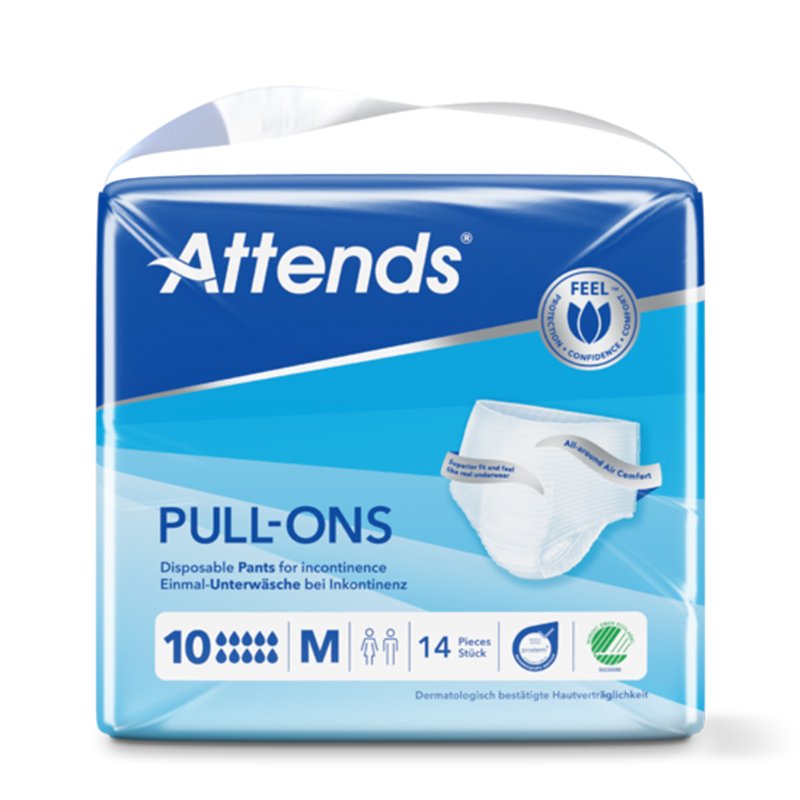 Attends®
FEEL™
PROTECTION • CONFIDENCE • COMFORT
Superior fit and feel
like real underwear
All-around Air Comfort
PULL-ONS
Disposable Pants for incontinence
Einmal-Unterwäsche bei Inkontinenz
10 M 14 Pieces
Stück
proderm
Dermatologisch bestätigte Hautverträglichkeit